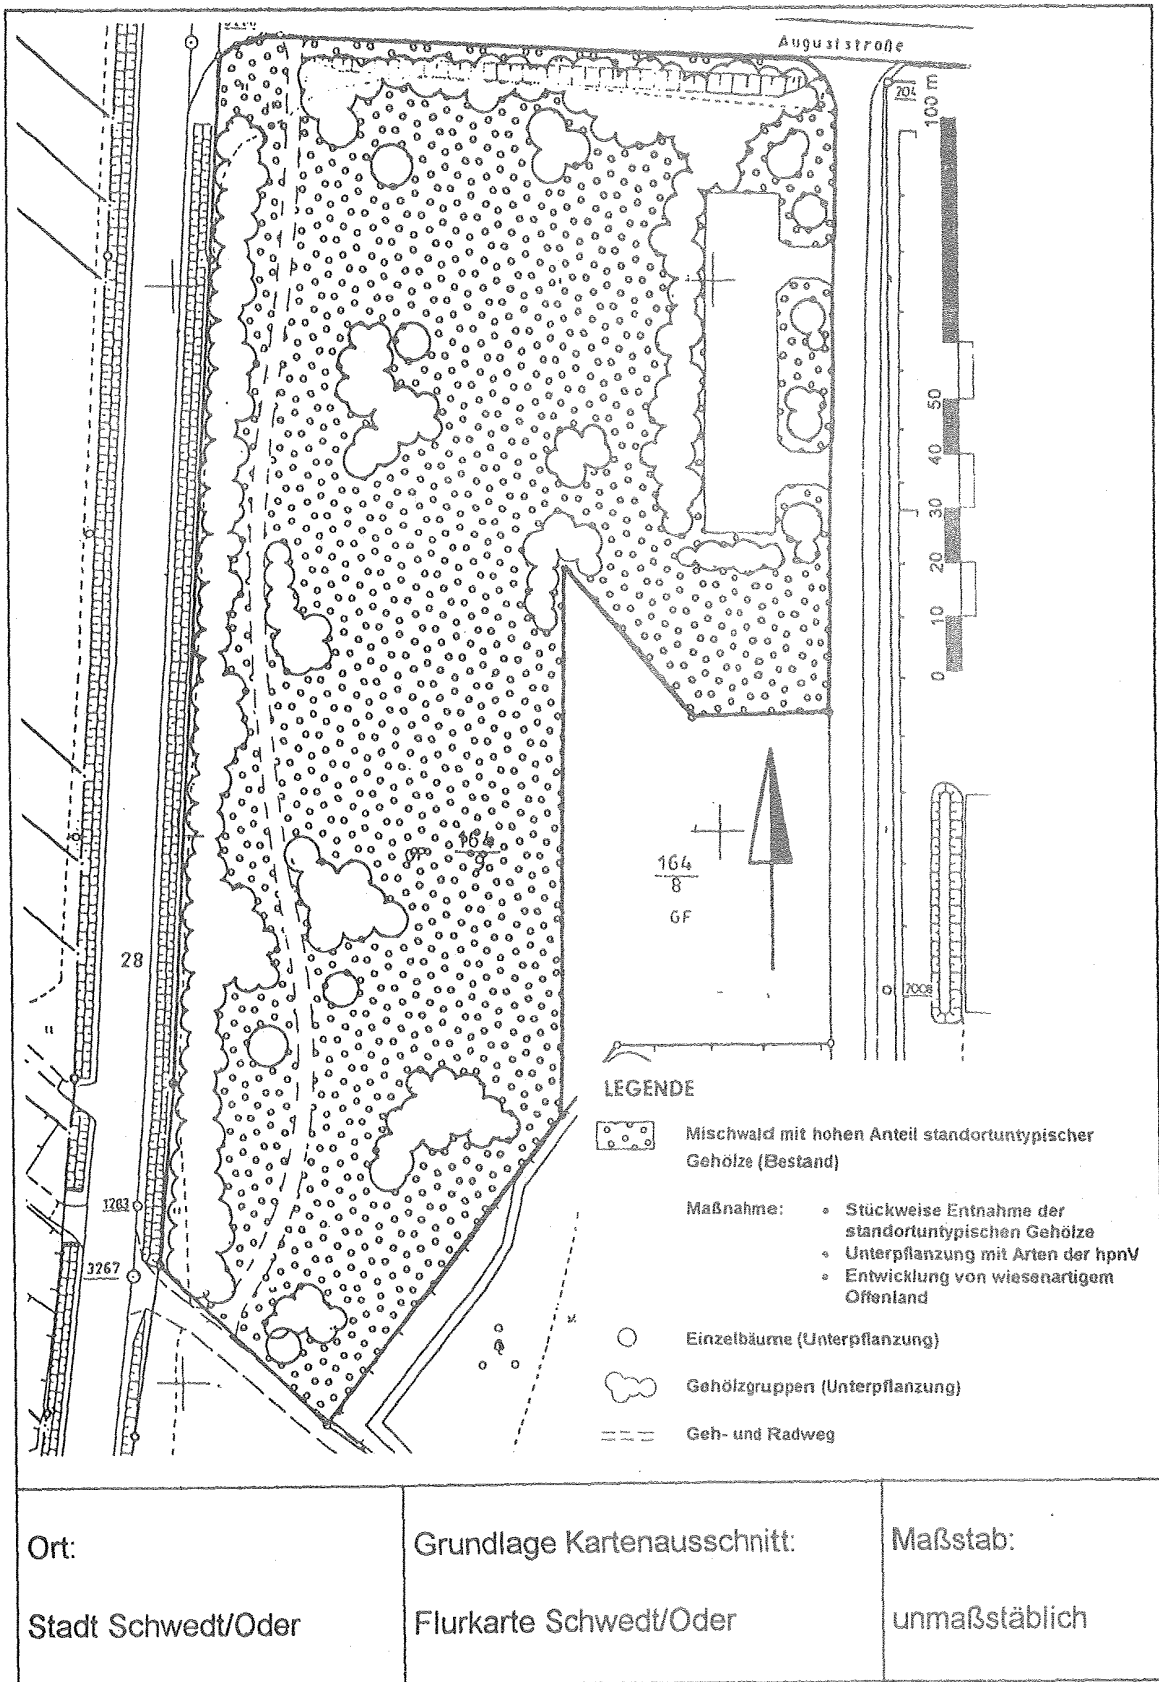 Auguststraße
204
100 m
50
40
30
20
10
0
164
9
GF
164
8
GF
28
7008
1203
3267
LEGENDE
Mischwald mit hohen Anteil standortuntypischer
Gehölze (Bestand)
Maßnahme:
• Stückweise Entnahme der
standortuntypischen Gehölze
• Unterpflanzung mit Arten der hpnV
• Entwicklung von wiesenartigem
Offenland
Einzelbäume (Unterpflanzung)
Gehölzgruppen (Unterpflanzung)
Geh- und Radweg
Ort:
Stadt Schwedt/Oder
Grundlage Kartenausschnitt:
Flurkarte Schwedt/Oder
Maßstab:
unmaßstäblich